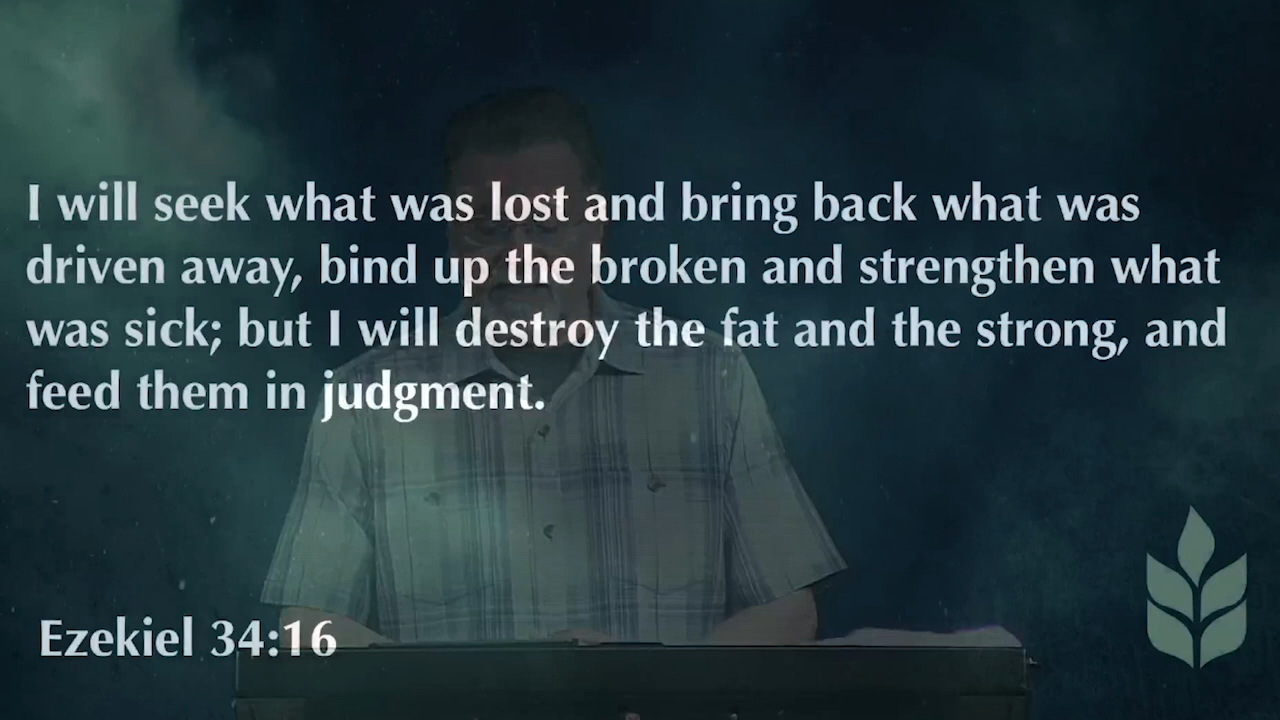 I will seek what was lost and bring back what was
driven away, bind up the broken and strengthen what
was sick; but I will destroy the fat and the strong, and
feed them in judgment.
Ezekiel 34:16